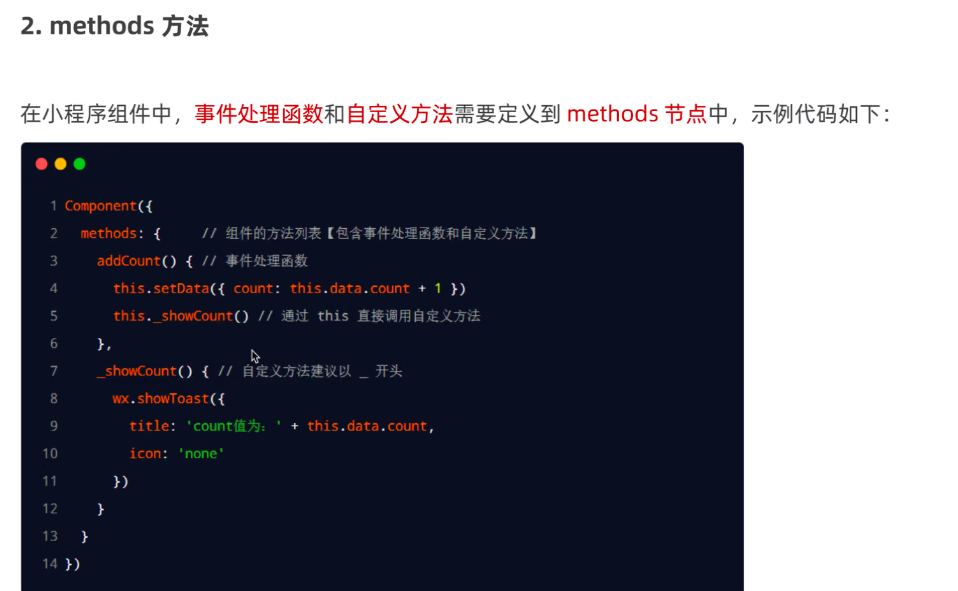 2. methods 方法
在小程序组件中，事件处理函数和自定义方法需要定义到 methods 节点中，示例代码如下：
1 Component({
2 methods: { // 组件的方法列表【包含事件处理函数和自定义方法】
3 addCount() { // 事件处理函数
4 this.setData({ count: this.data.count + 1 })
5 this._showCount() // 通过 this 直接调用自定义方法
6 },
7 _showCount() { // 自定义方法建议以 _ 开头
8 wx.showToast({
9 title: 'count值为：' + this.data.count,
10 icon: 'none'
11 })
12 }
13 }
14 })